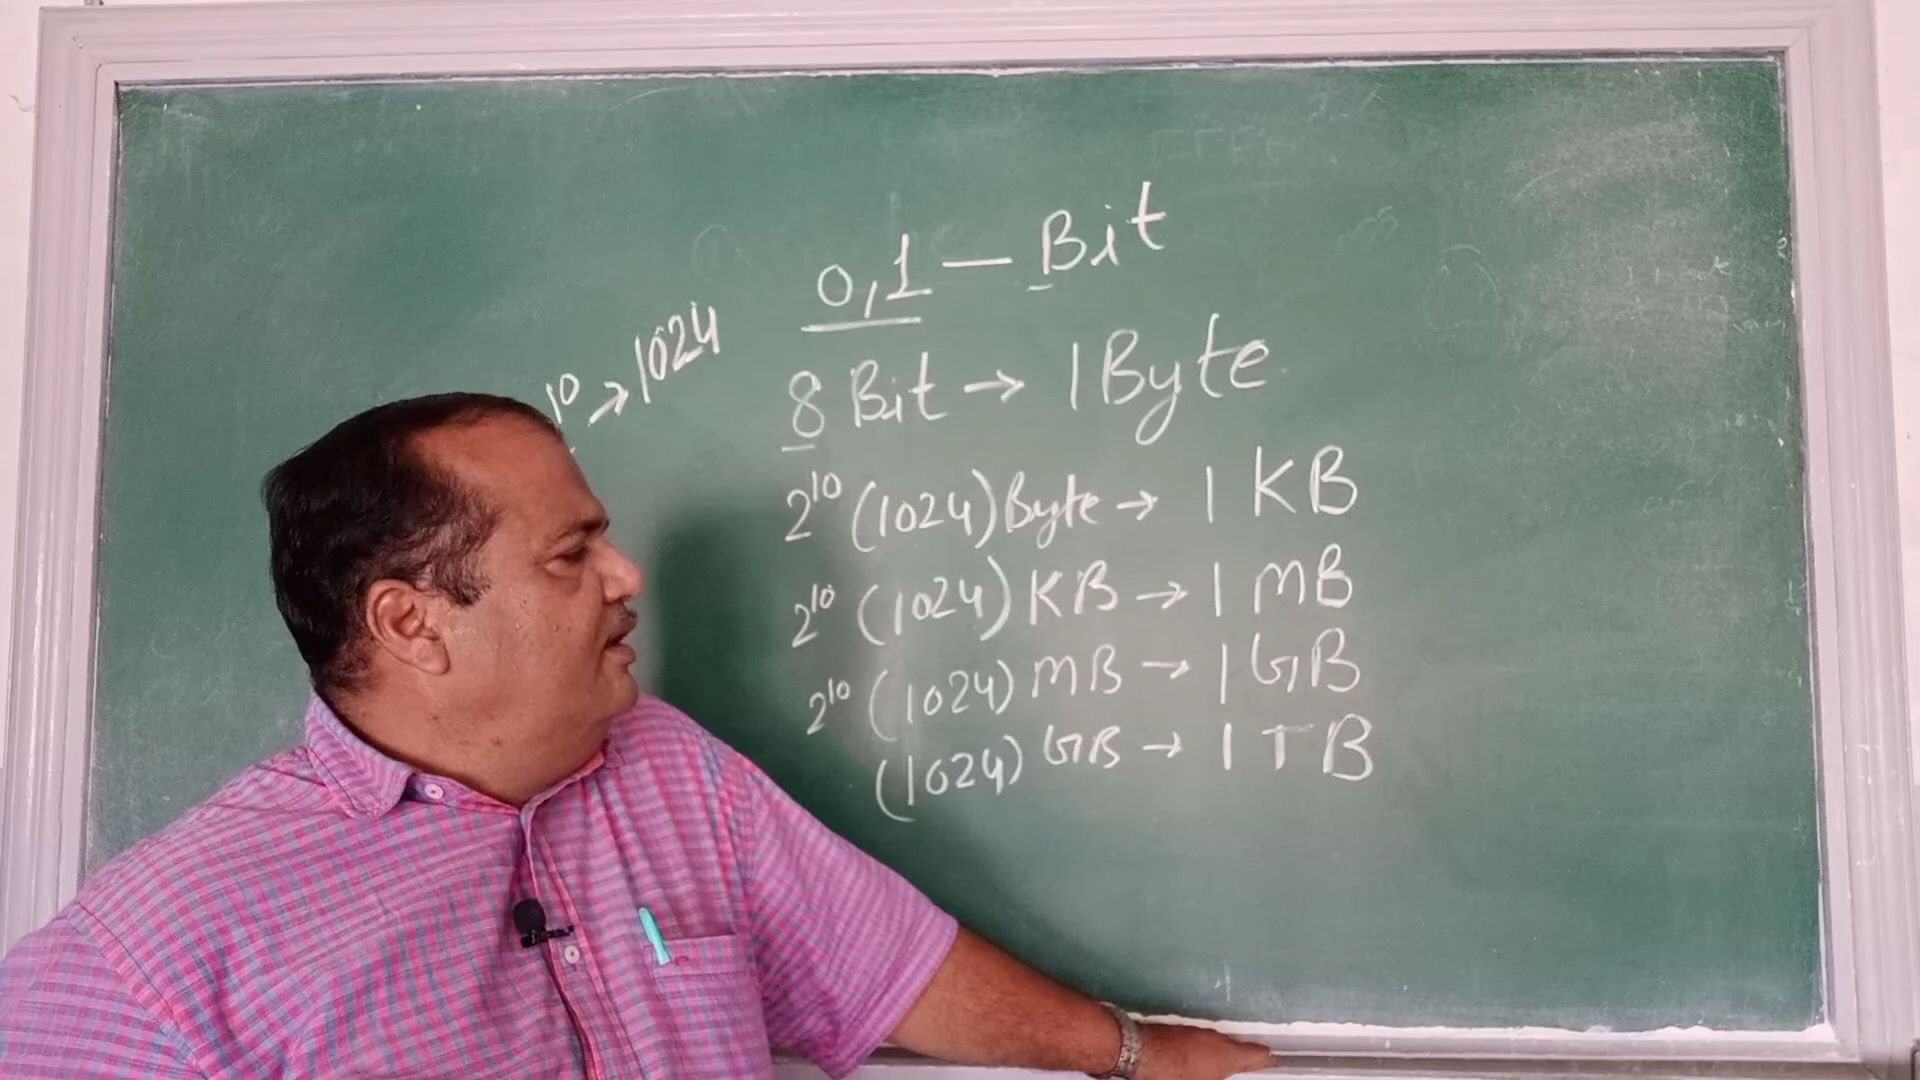 0,1 — Bit
10 → 1024
8 Bit → 1 Byte
2^10 (1024) Byte → 1 KB
2^10 (1024) KB → 1 MB
2^10 (1024) MB → 1 GB
(1024) GB → 1 TB